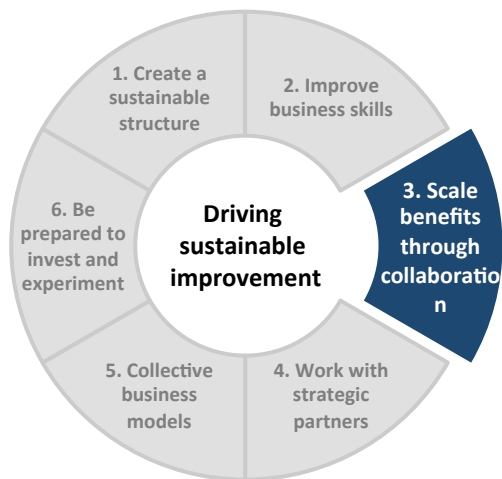 1. Create a
sustainable
structure
2. Improve
business skills
3. Scale
benefits
through
collaboratio
n
Driving
sustainable
improvement
6. Be
prepared to
invest and
experiment
5. Collective
business
models
4. Work with
strategic
partners